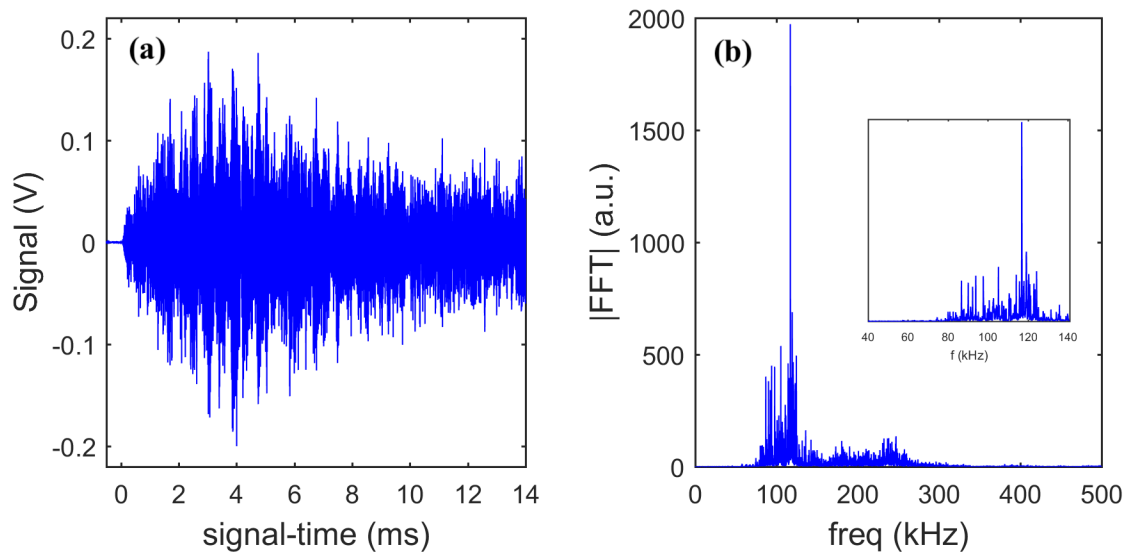 (a)
Signal (V)
0.2
0.1
0
-0.1
-0.2
0 2 4 6 8 10 12 14
signal-time (ms)
(b)
|FFT| (a.u.)
2000
1500
1000
500
0
0 100 200 300 400 500
freq (kHz)
40 60 80 100 120 140
f (kHz)